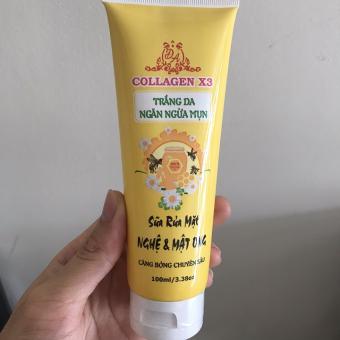 COLLAGEN X3
TRẮNG DA
NGĂN NGỪA MỤN
Sữa Rửa Mặt
NGHỆ & MẬT ONG
CĂNG BÓNG CHUYÊN SÂU
100ml/3.38oz